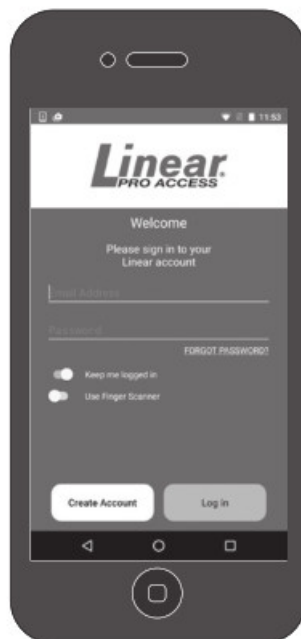 11:53
Linear
PRO ACCESS
Welcome
Please sign in to your
Linear account
Email Address
Password
FORGOT PASSWORD?
Keep me logged in
Use Finger Scanner
Create Account
Log in